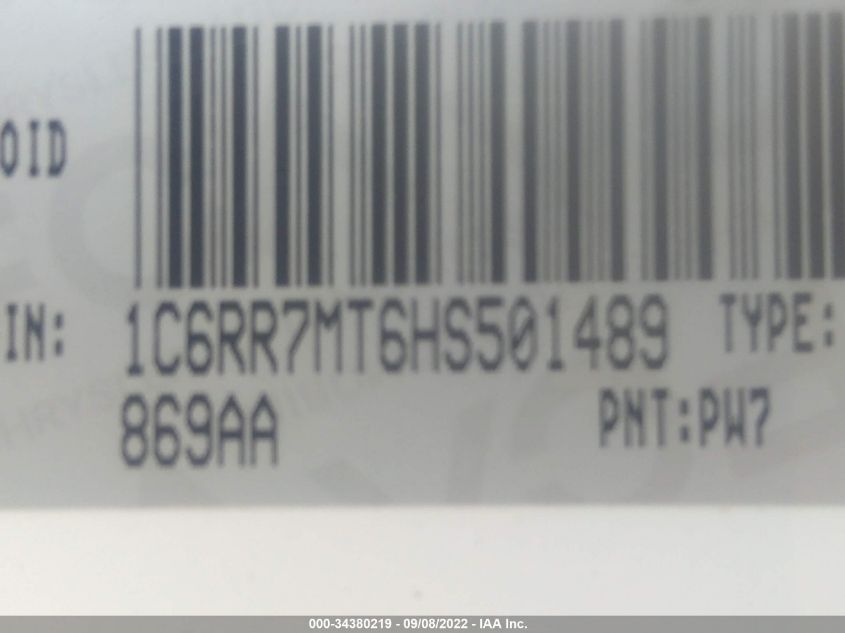 OID
IN: 1C6RR7MT6HS501489 TYPE:
869AA PNT:PW7
000-34380219 - 09/08/2022 - IAA Inc.